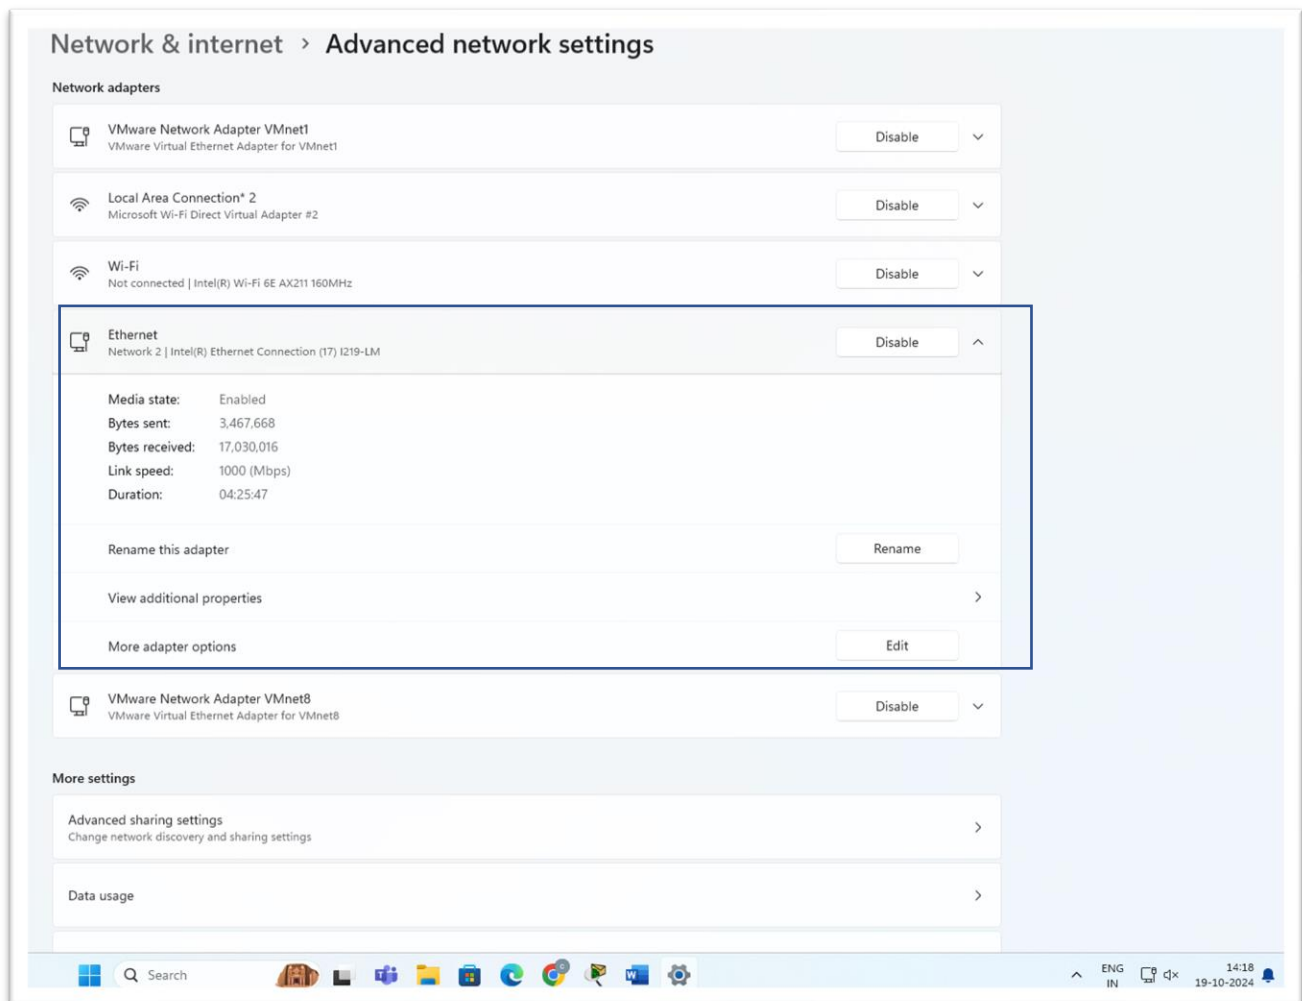 Network & internet > Advanced network settings
Network adapters
VMware Network Adapter VMnet1
VMware Virtual Ethernet Adapter for VMnet1
Disable
Local Area Connection* 2
Microsoft Wi-Fi Direct Virtual Adapter #2
Disable
Wi-Fi
Not connected | Intel(R) Wi-Fi 6E AX211 160MHz
Disable
Ethernet
Network 2 | Intel(R) Ethernet Connection (17) I219-LM
Disable
Media state: Enabled
Bytes sent: 3,467,668
Bytes received: 17,030,016
Link speed: 1000 (Mbps)
Duration: 04:25:47
Rename this adapter Rename
View additional properties
More adapter options Edit
VMware Network Adapter VMnet8
VMware Virtual Ethernet Adapter for VMnet8
Disable
More settings
Advanced sharing settings
Change network discovery and sharing settings
Data usage
Search
ENG
IN
14:18
19-10-2024